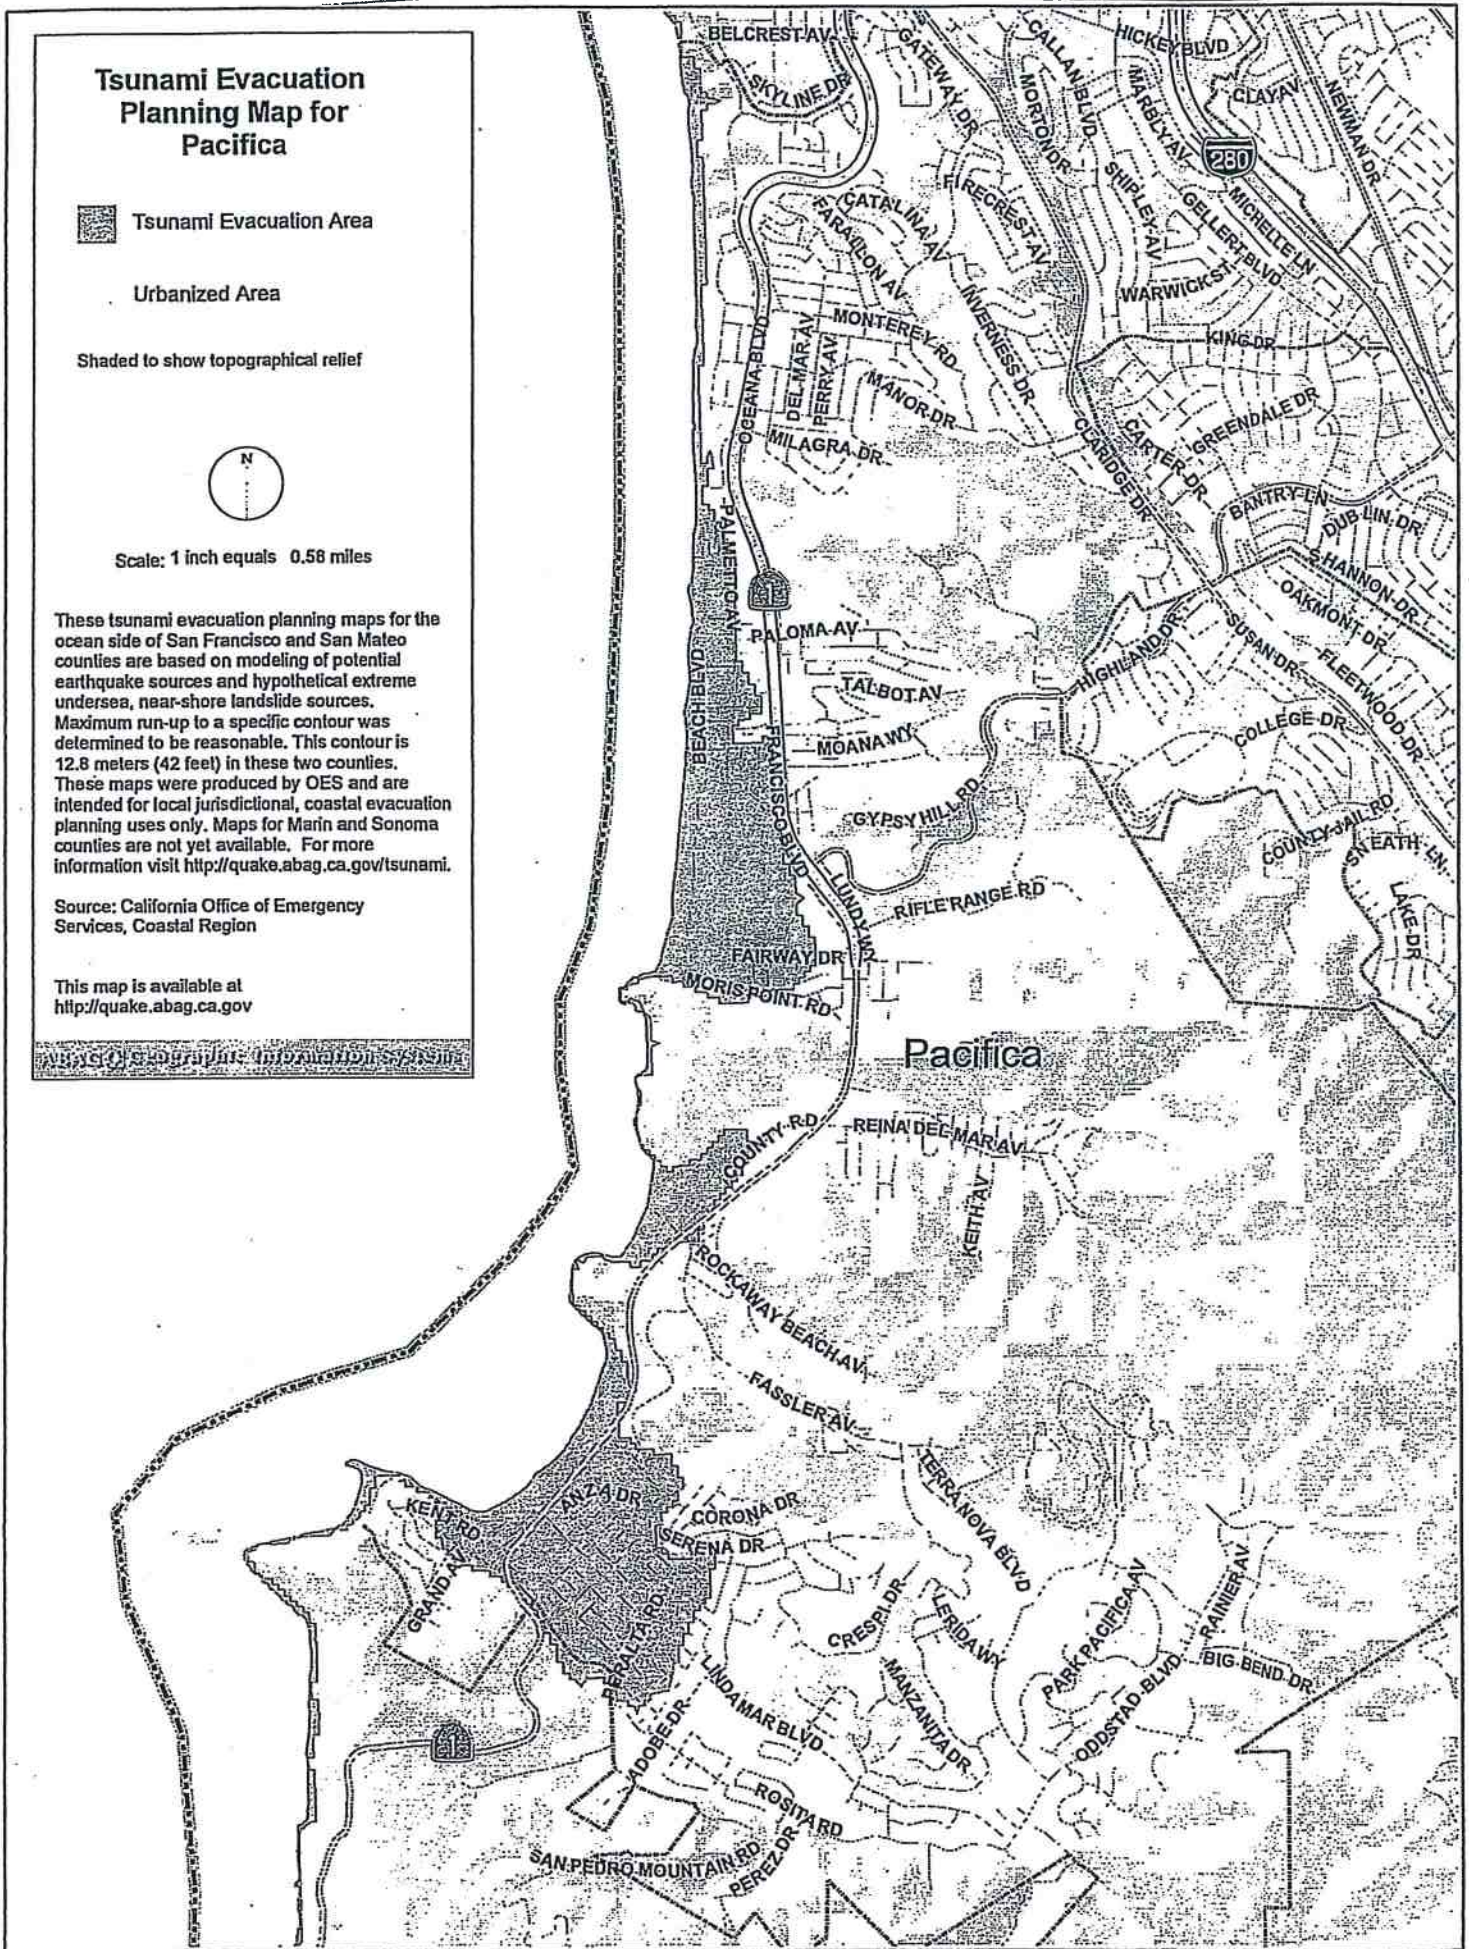 Tsunami Evacuation
Planning Map for
Pacifica
Tsunami Evacuation Area
Urbanized Area
Shaded to show topographical relief
N
Scale: 1 inch equals 0.58 miles
These tsunami evacuation planning maps for the
ocean side of San Francisco and San Mateo
counties are based on modeling of potential
earthquake sources and hypothetical extreme
undersea, near-shore landslide sources.
Maximum run-up to a specific contour was
determined to be reasonable. This contour is
12.8 meters (42 feet) in these two counties.
These maps were produced by OES and are
intended for local jurisdictional, coastal evacuation
planning uses only. Maps for Marin and Sonoma
counties are not yet available. For more
information visit http://quake.abag.ca.gov/tsunami.
Source: California Office of Emergency
Services, Coastal Region
This map is available at
http://quake.abag.ca.gov
Geographic Information Systems
BELCREST AV
SKYLINE DR
GATEWAY DR
CALLAN BLVD
MORTON DR
HICKEY BLVD
MARBLY AV
CLAY AV
NEWMAN DR
280
SHIPLEY AV
GELLERT BLVD
MICHELLE LN
FIRECREST AV
CATALINA AV
FARALLON AV
WARWICK ST
INVERNESS DR
MONTEREY RD
KING DR
OCEANA BLVD
DEL MAR AV
PERRY AV
MANOR DR
MILAGRA DR
CLARIDGE DR
CARTER DR
GREENDALE DR
BANTRY LN
DUBLIN DR
SHANNON DR
OAKMONT DR
PALMETTO AV
1
PALOMA AV
BEACH BLVD
TALBOT AV
HIGHLAND DR
SUSAN DR
FLEETWOOD DR
COLLEGE DR
MOANA WY
FRANCISCO BLVD
GYPSY HILL RD
COUNTY JAIL RD
SNEATH LN
LAKE DR
LUNDY WY
RIFLE RANGE RD
FAIRWAY DR
MORIS POINT RD
Pacifica
COUNTY RD
REINA DEL MAR AV
KEITH AV
ROCKAWAY BEACH AV
FASSLER AV
TERRA NOVA BLVD
KENT RD
ANZA DR
CORONA DR
SERENA DR
GRAND AV
PERALTA RD
CRESPI DR
LERIDA WY
PARK PACIFICA AV
RAINIER AV
BIG BEND DR
ODDSTAD BLVD
LINDA MAR BLVD
MANZANITA DR
ADOBE DR
1
ROSITA RD
SAN PEDRO MOUNTAIN RD
PEREZ DR